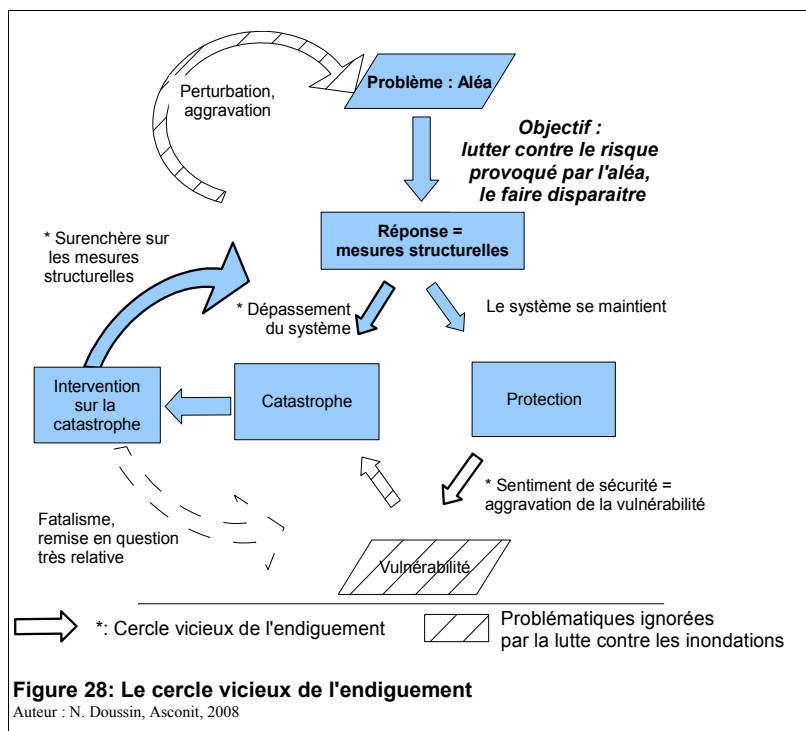 Problème : Aléa
Perturbation,
aggravation
Objectif :
lutter contre le risque
provoqué par l'aléa,
le faire disparaitre
Réponse =
mesures structurelles
* Surenchère sur
les mesures
structurelles
* Dépassement
du système
Le système se maintient
Intervention
sur la
catastrophe
Catastrophe
Protection
* Sentiment de sécurité =
aggravation de la vulnérabilité
Fatalisme,
remise en question
très relative
Vulnérabilité
*: Cercle vicieux de l'endiguement
Problématiques ignorées
par la lutte contre les inondations
Figure 28: Le cercle vicieux de l'endiguement
Auteur : N. Doussin, Asconit, 2008